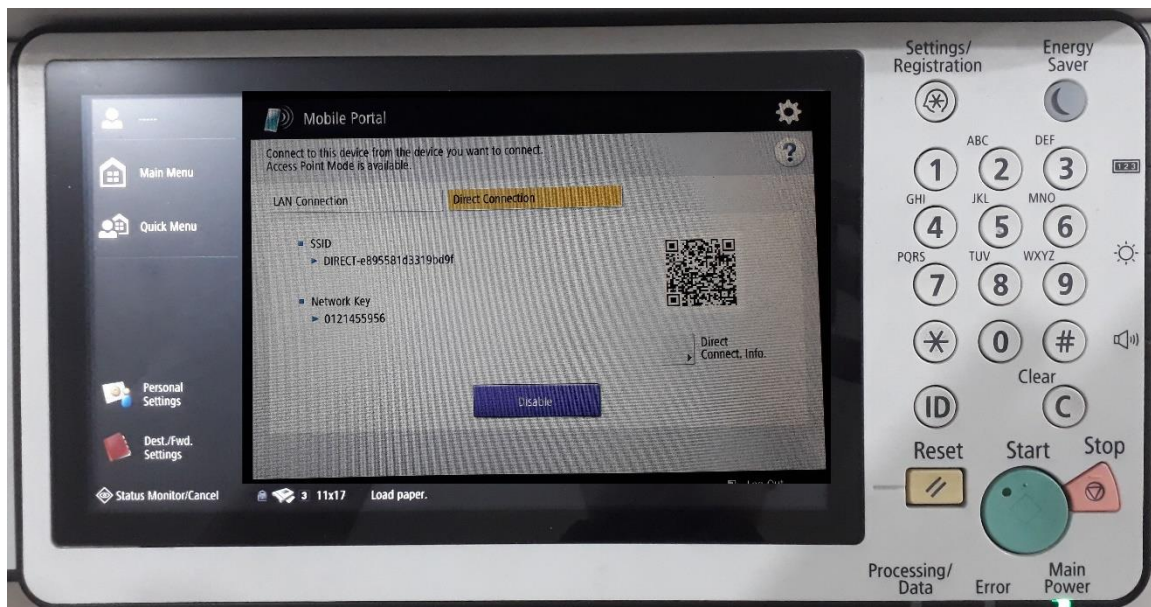 Mobile Portal
Connect to this device from the device you want to connect.
Access Point Mode is available
LAN Connection
Direct Connection
SSID
DIRECT-e895581d3319bd9f
Network Key
0121455956
Direct
Connect. Info.
Disable
-----
Main Menu
Quick Menu
Personal
Settings
Dest./Fwd.
Settings
Status Monitor/Cancel
3 11x17 Load paper.
Log Out
Settings/
Registration
Energy
Saver
?
1
ABC
2
DEF
3
123
GHI
4
JKL
5
MNO
6
PQRS
7
TUV
8
WXYZ
9
0
#
Clear
ID
C
Reset
Start
Stop
Processing/
Data
Error
Main
Power